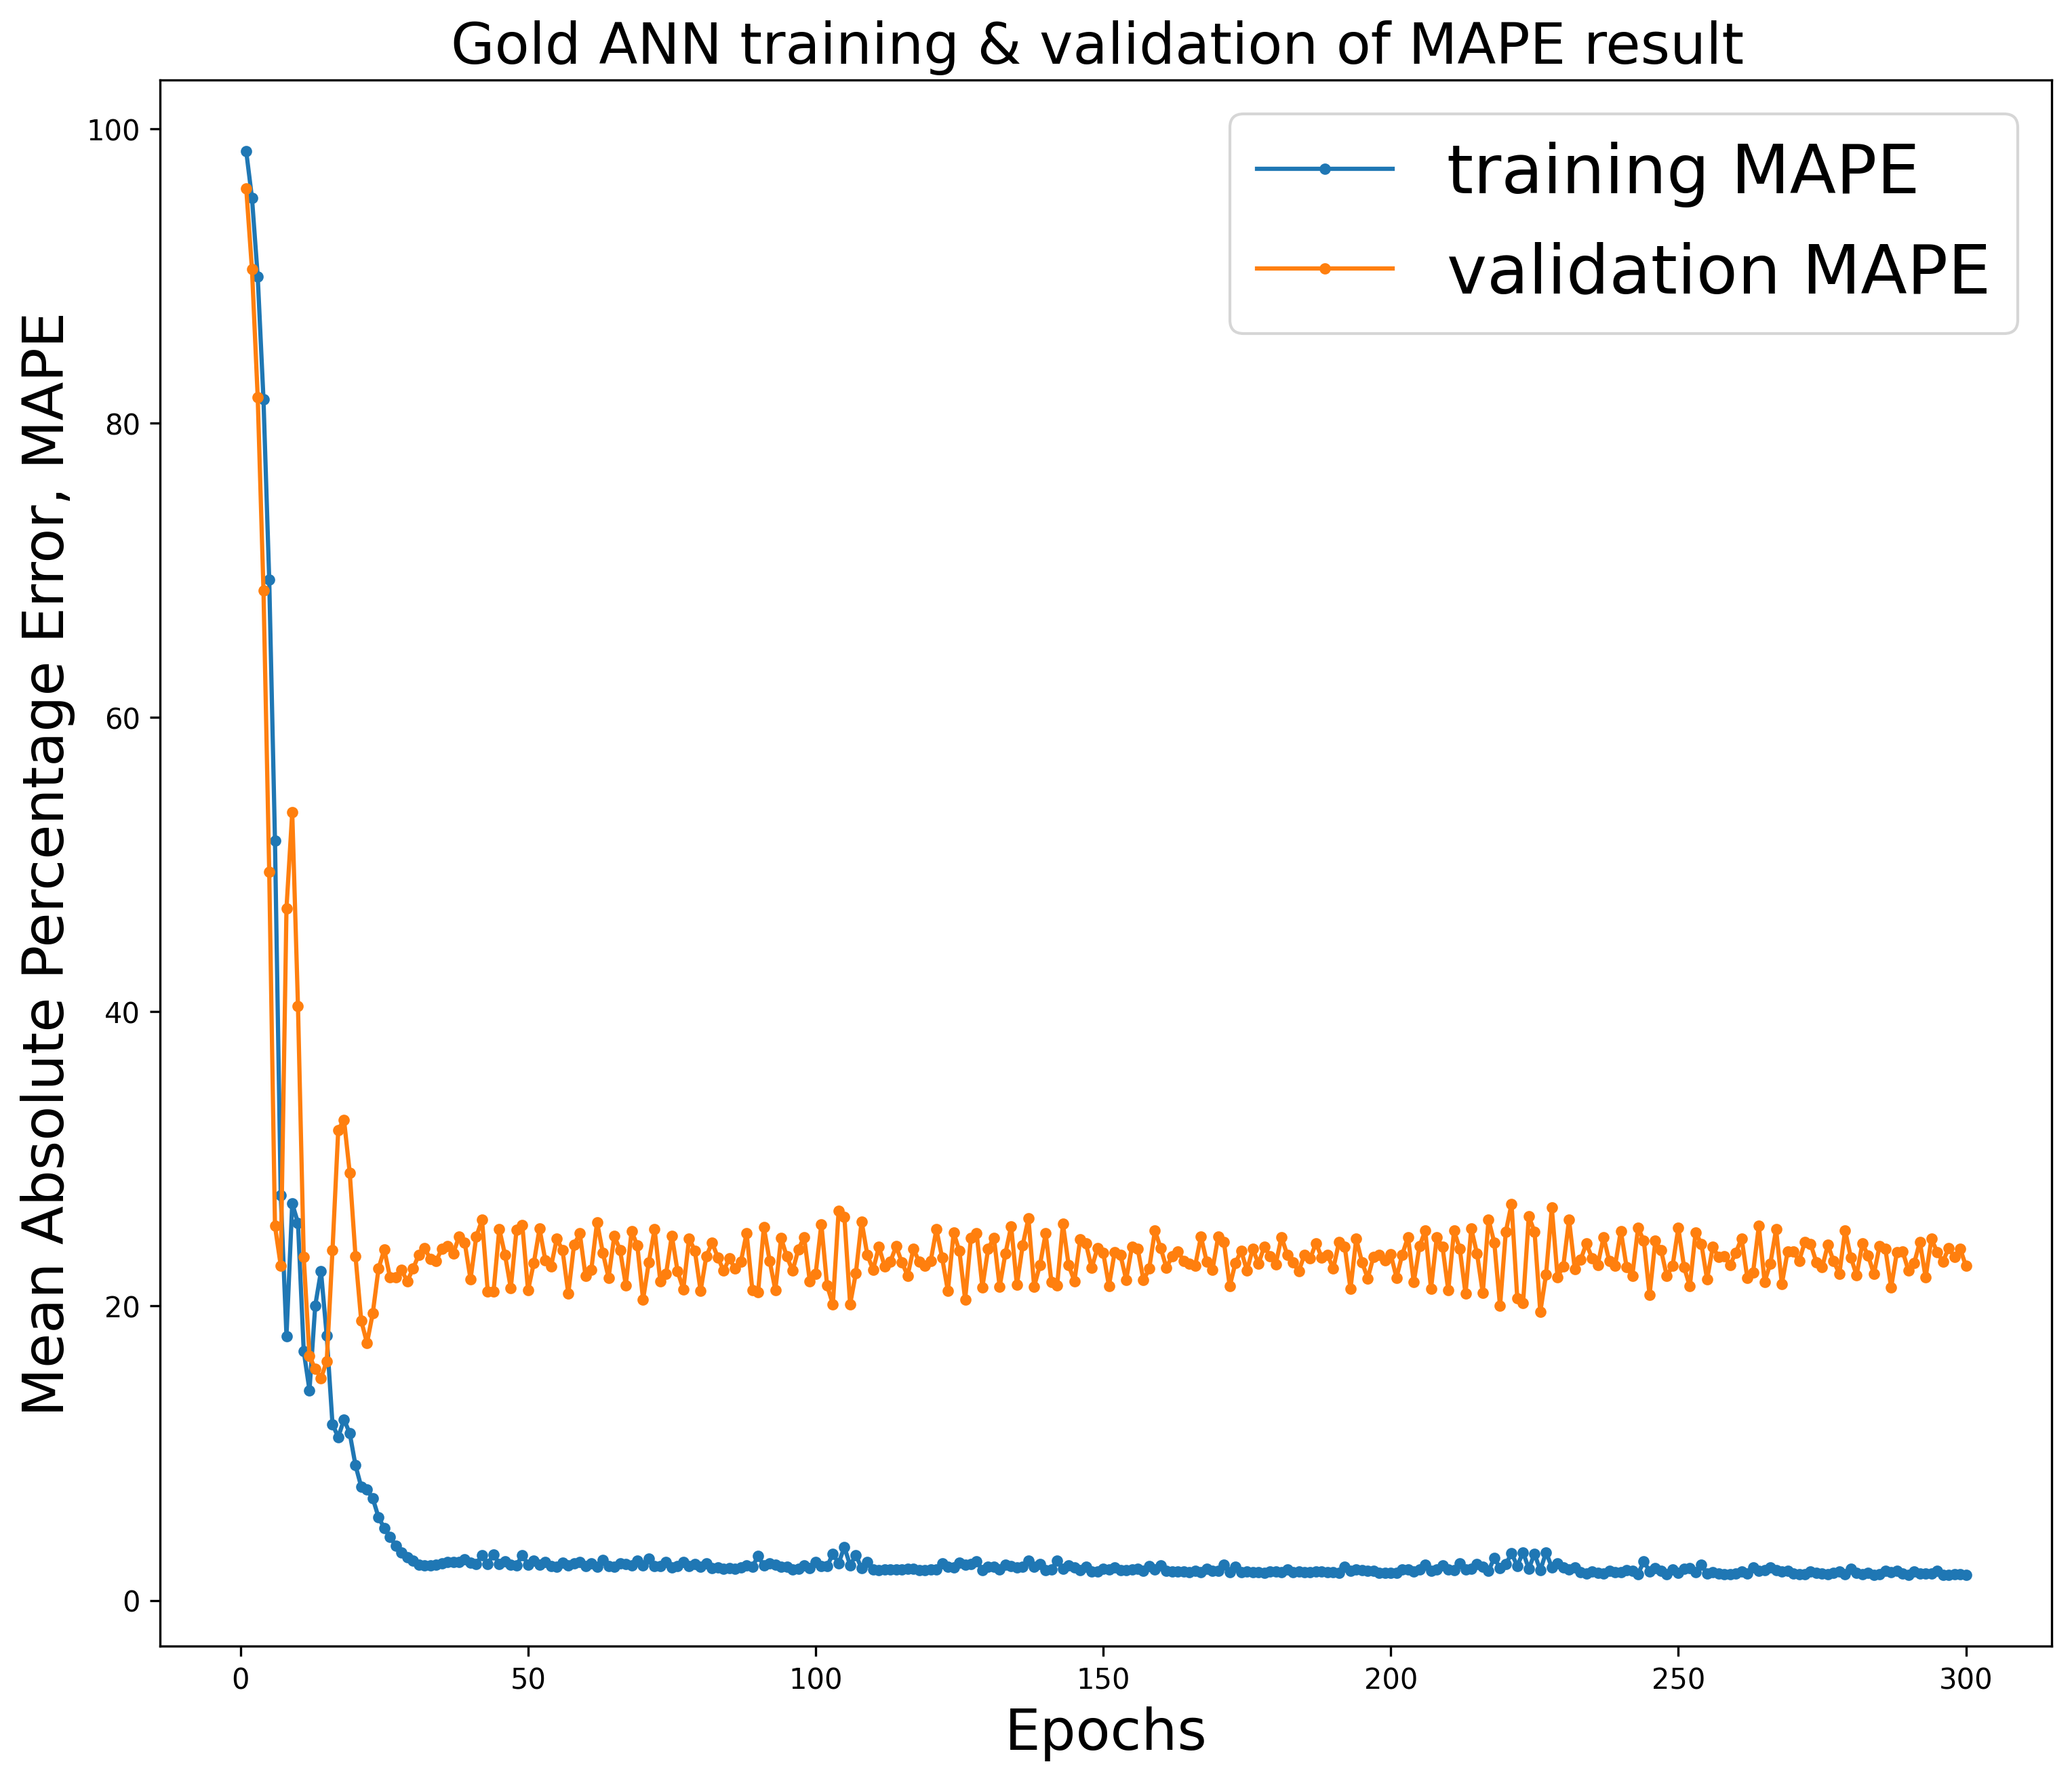 Gold ANN training & validation of MAPE result
training MAPE
validation MAPE
Mean Absolute Percentage Error, MAPE
100
80
60
40
20
0
0 50 100 150 200 250 300
Epochs